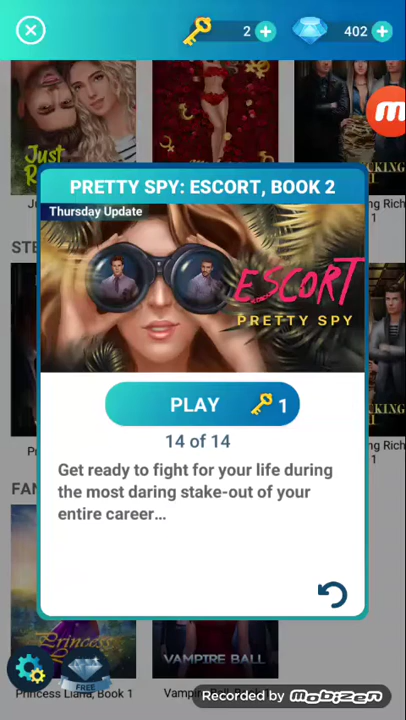 2
402
PRETTY SPY: ESCORT, BOOK 2
Thursday Update
ESCORT
PRETTY SPY
PLAY 1
14 of 14
Get ready to fight for your life during
the most daring stake-out of your
entire career...
FREE
VAMPIRE BALL
Princess Liana, Book 1
Recorded by
MOBIZEN